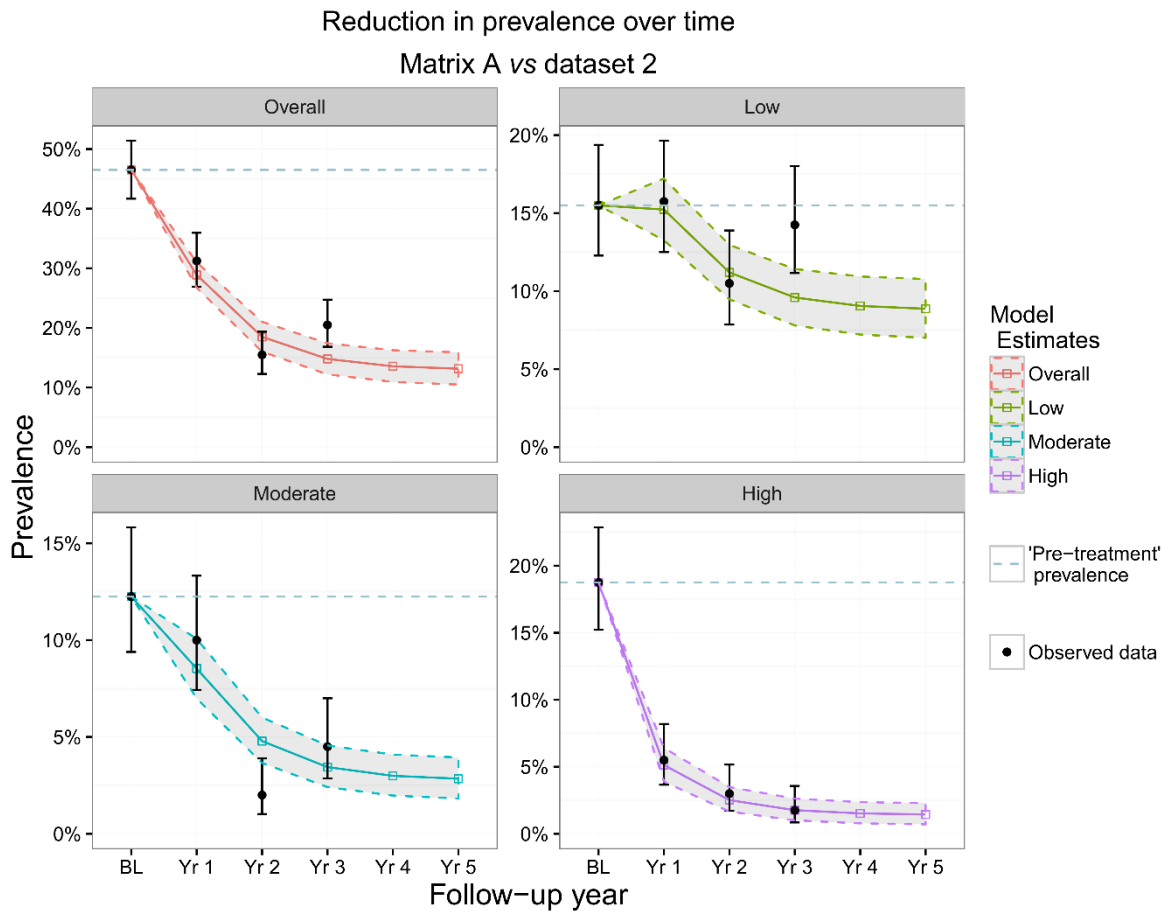 Reduction in prevalence over time
Matrix A vs dataset 2
Overall
Low
50%
40%
30%
20%
10%
0%
20%
15%
10%
5%
0%
Moderate
High
15%
10%
5%
0%
20%
15%
10%
5%
0%
BL Yr 1 Yr 2 Yr 3 Yr 4 Yr 5
BL Yr 1 Yr 2 Yr 3 Yr 4 Yr 5
Prevalence
Follow−up year
Model
Estimates
Overall
Low
Moderate
High
'Pre−treatment'
prevalence
Observed data